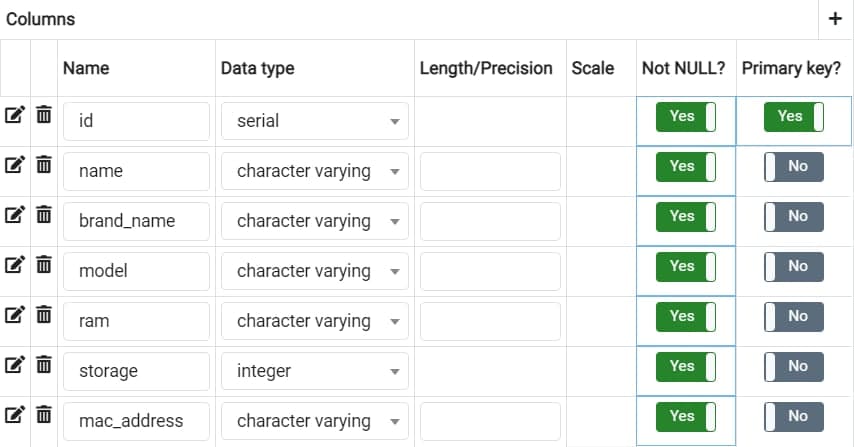 Columns +
Name Data type Length/Precision Scale Not NULL? Primary key?
id serial Yes Yes
name character varying Yes No
brand_name character varying Yes No
model character varying Yes No
ram character varying Yes No
storage integer Yes No
mac_address character varying Yes No